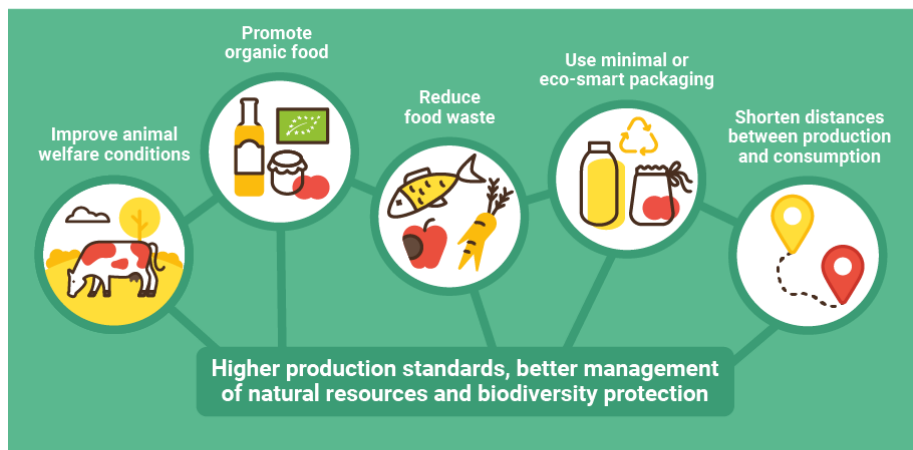 Improve animal
welfare conditions
Promote
organic food
Reduce
food waste
Use minimal or
eco-smart packaging
Shorten distances
between production
and consumption
Higher production standards, better management
of natural resources and biodiversity protection